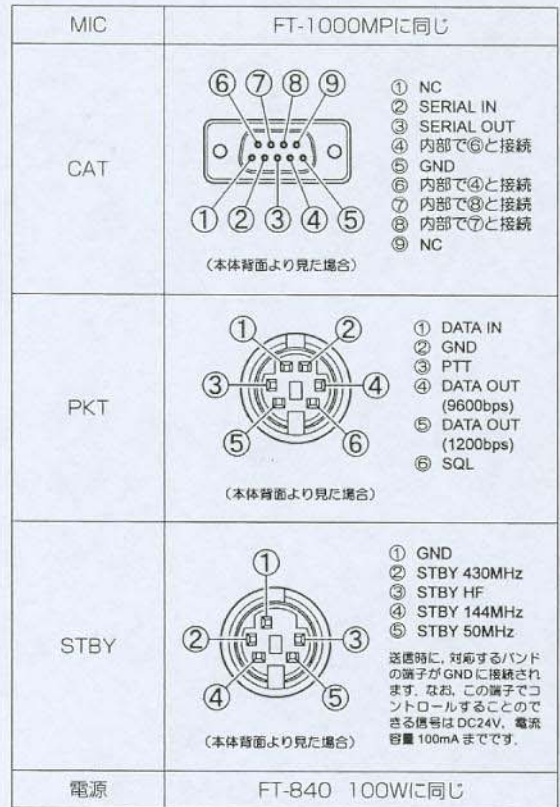 MIC FT-1000MPに同じ
CAT
⑥ ⑦ ⑧ ⑨
① ② ③ ④ ⑤
(本体背面より見た場合)
① NC
② SERIAL IN
③ SERIAL OUT
④ 内部で⑥と接続
⑤ GND
⑥ 内部で④と接続
⑦ 内部で⑧と接続
⑧ 内部で⑦と接続
⑨ NC
PKT
① ②
③ ④
⑤ ⑥
(本体背面より見た場合)
① DATA IN
② GND
③ PTT
④ DATA OUT
(9600bps)
⑤ DATA OUT
(1200bps)
⑥ SQL
STBY
①
② ③
④ ⑤
(本体背面より見た場合)
① GND
② STBY 430MHz
③ STBY HF
④ STBY 144MHz
⑤ STBY 50MHz
送信時に，対応するバンド
の端子がGNDに接続され
ます．なお，この端子でコ
ントロールすることので
きる信号はDC24V，電流
容量100mAまでです．
電源 FT-840 100Wに同じ